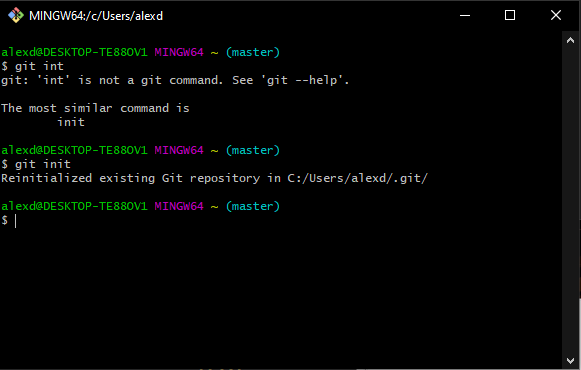 MINGW64:/c/Users/alexd
alexd@DESKTOP-TE88OV1 MINGW64 ~ (master)
$ git int
git: 'int' is not a git command. See 'git --help'.
The most similar command is
        init
alexd@DESKTOP-TE88OV1 MINGW64 ~ (master)
$ git init
Reinitialized existing Git repository in C:/Users/alexd/.git/
alexd@DESKTOP-TE88OV1 MINGW64 ~ (master)
$